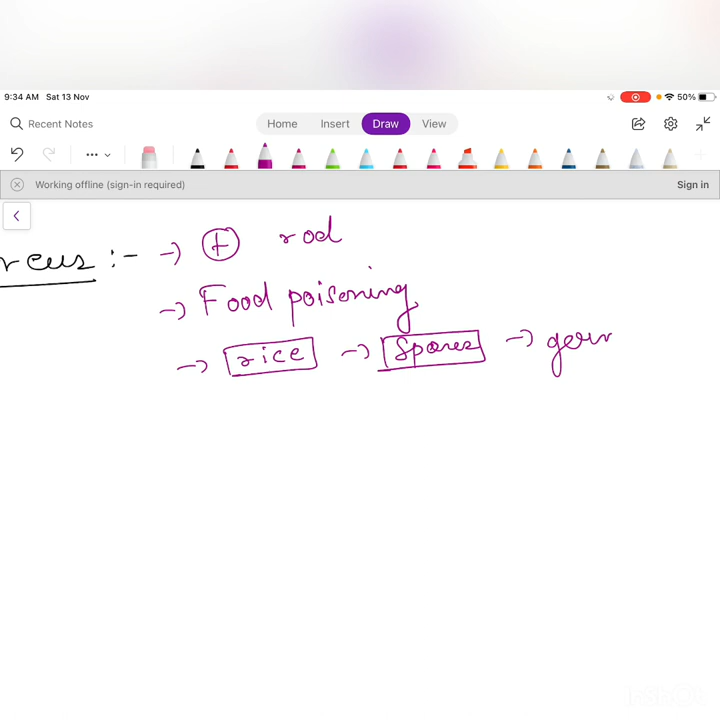 9:34 AM Sat 13 Nov 50%
Recent Notes Home Insert Draw View
Working offline (sign-in required) Sign in
reus :- → + rod
→ Food poisoning
→ rice → Spores → germ